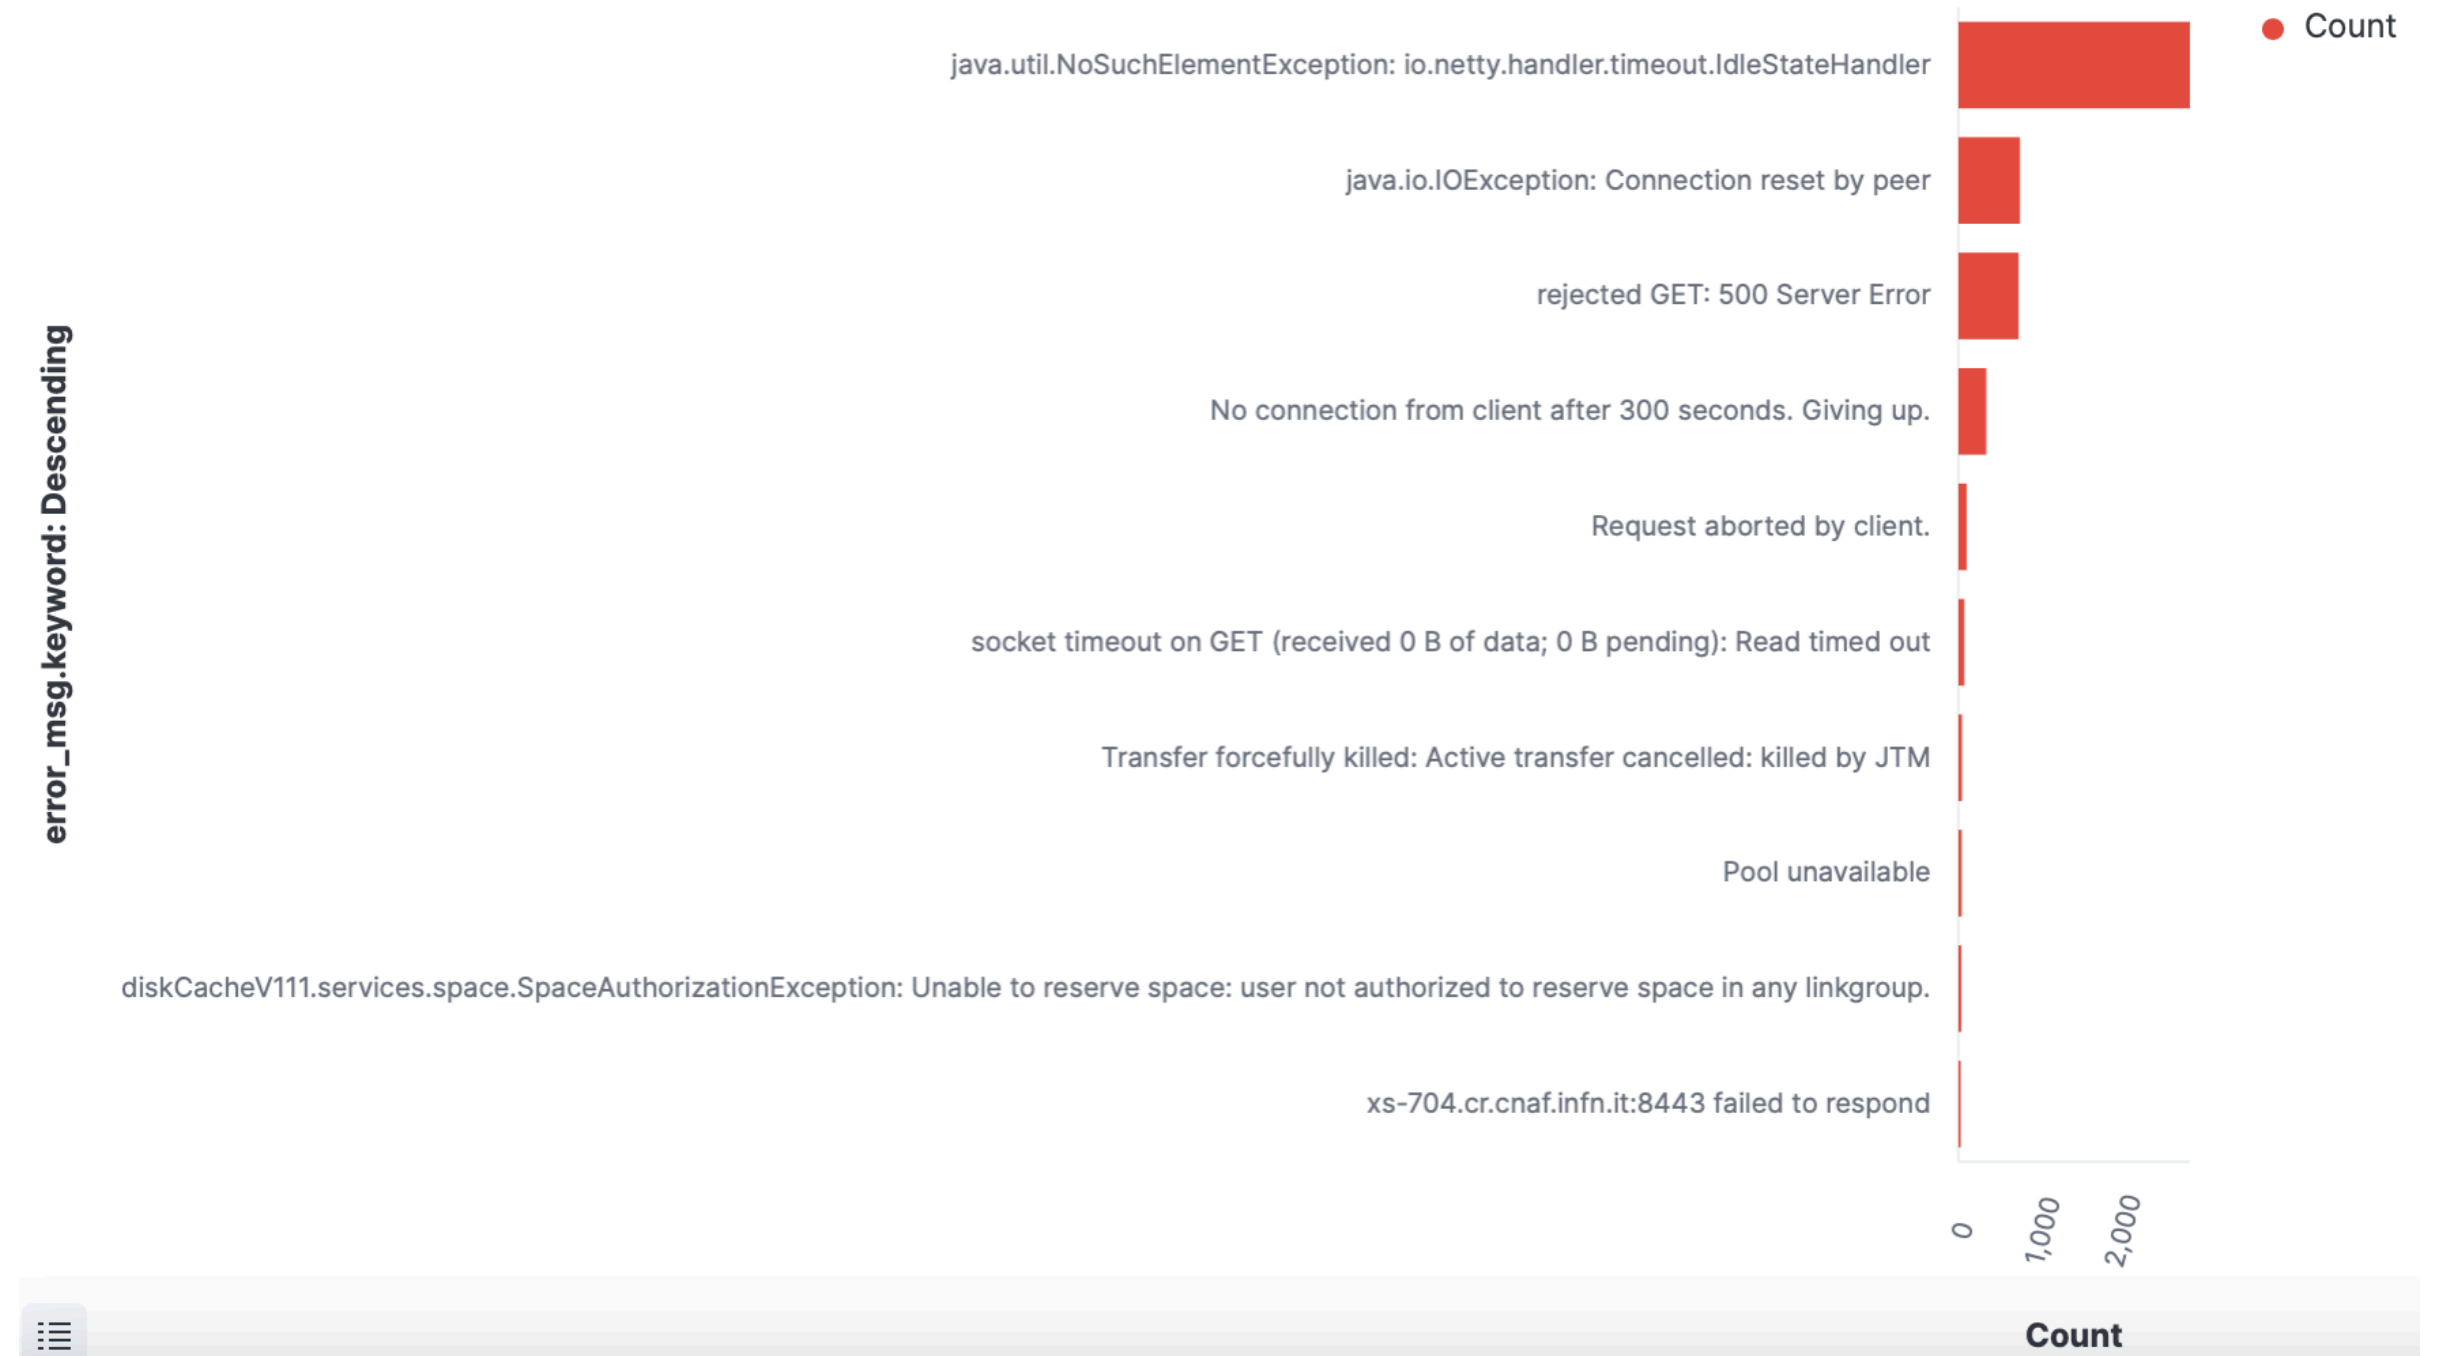 Count
java.util.NoSuchElementException: io.netty.handler.timeout.IdleStateHandler
java.io.IOException: Connection reset by peer
rejected GET: 500 Server Error
No connection from client after 300 seconds. Giving up.
Request aborted by client.
socket timeout on GET (received 0 B of data; 0 B pending): Read timed out
Transfer forcefully killed: Active transfer cancelled: killed by JTM
Pool unavailable
diskCacheV111.services.space.SpaceAuthorizationException: Unable to reserve space: user not authorized to reserve space in any linkgroup.
xs-704.cr.cnaf.infn.it:8443 failed to respond
error_msg.keyword: Descending
0
1,000
2,000
Count